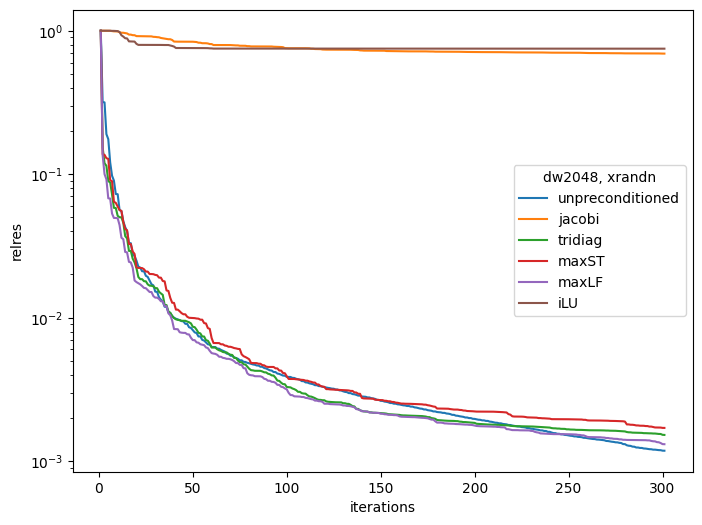 10⁰
10⁻¹
10⁻²
10⁻³
relres
dw2048, xrandn
unpreconditioned
jacobi
tridiag
maxST
maxLF
iLU
0 50 100 150 200 250 300
iterations